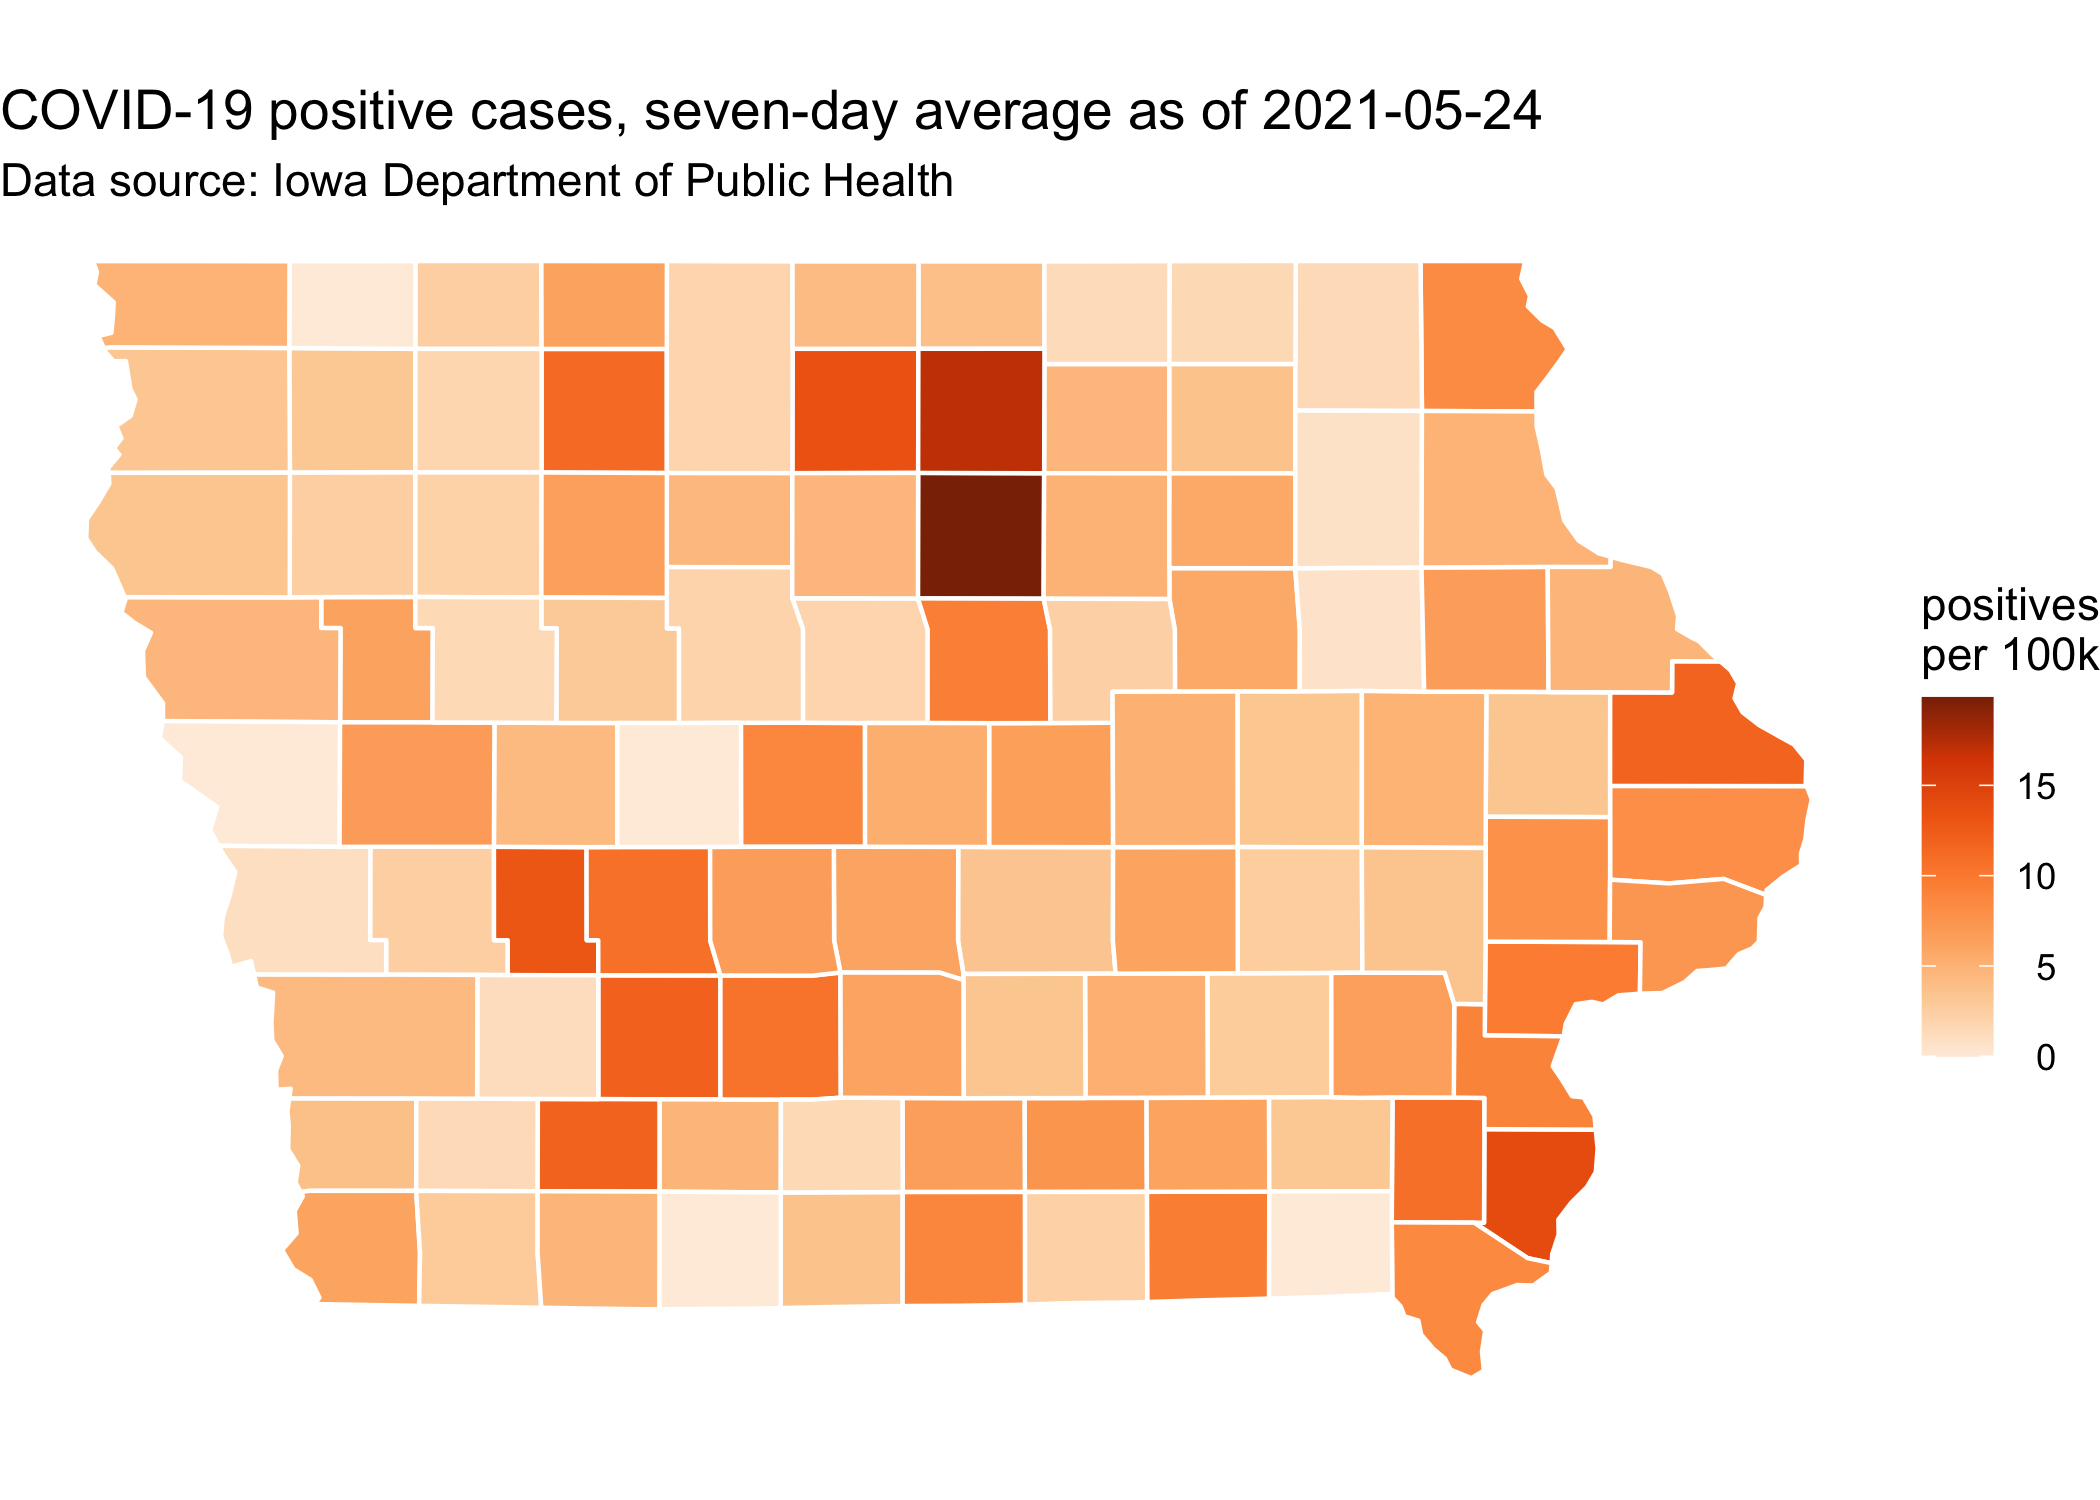 COVID-19 positive cases, seven-day average as of 2021-05-24
Data source: Iowa Department of Public Health
positives
per 100k
15
10
5
0